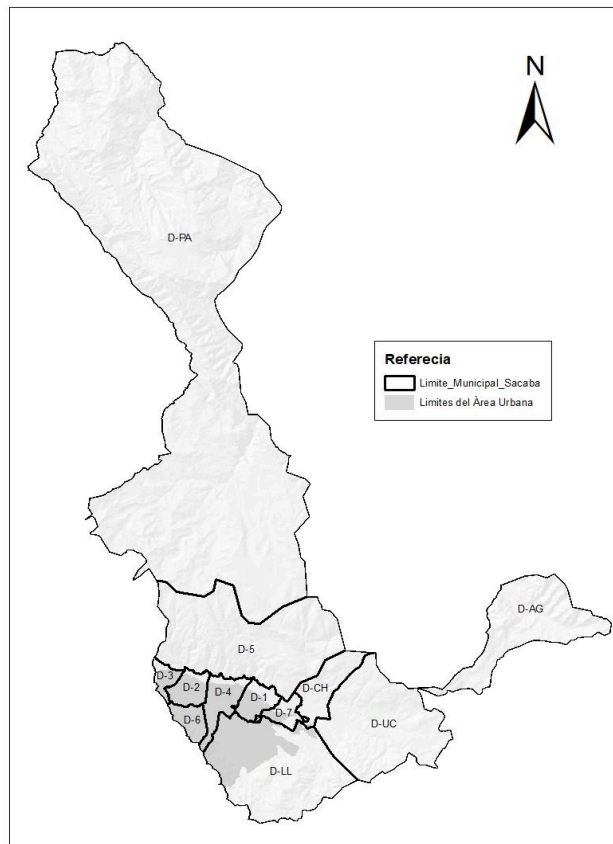 N
D-PA
Referecia
Limite_Municipal_Sacaba
Limites del Àrea Urbana
D-AG
D-5
D-3
D-2
D-4
D-1
D-CH
D-7
D-6
D-UC
D-LL